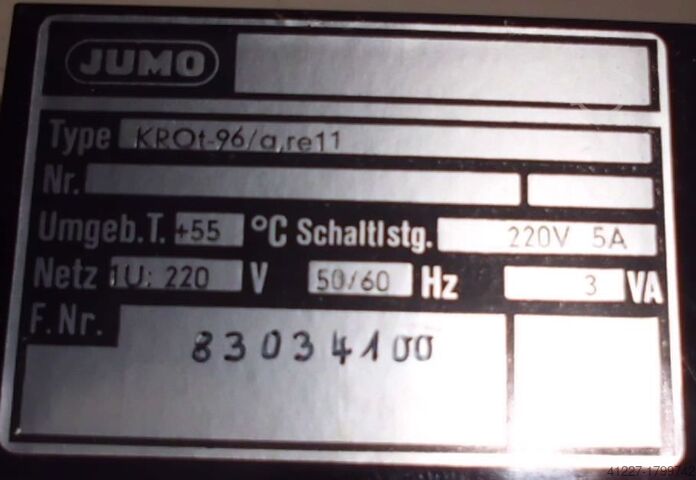 JUMO
Type KROt-96/a,re11
Nr.
Umgeb.T. +55 °C Schaltlstg. 220V 5A
Netz 1U: 220 V 50/60 Hz 3 VA
F.Nr.
83034100